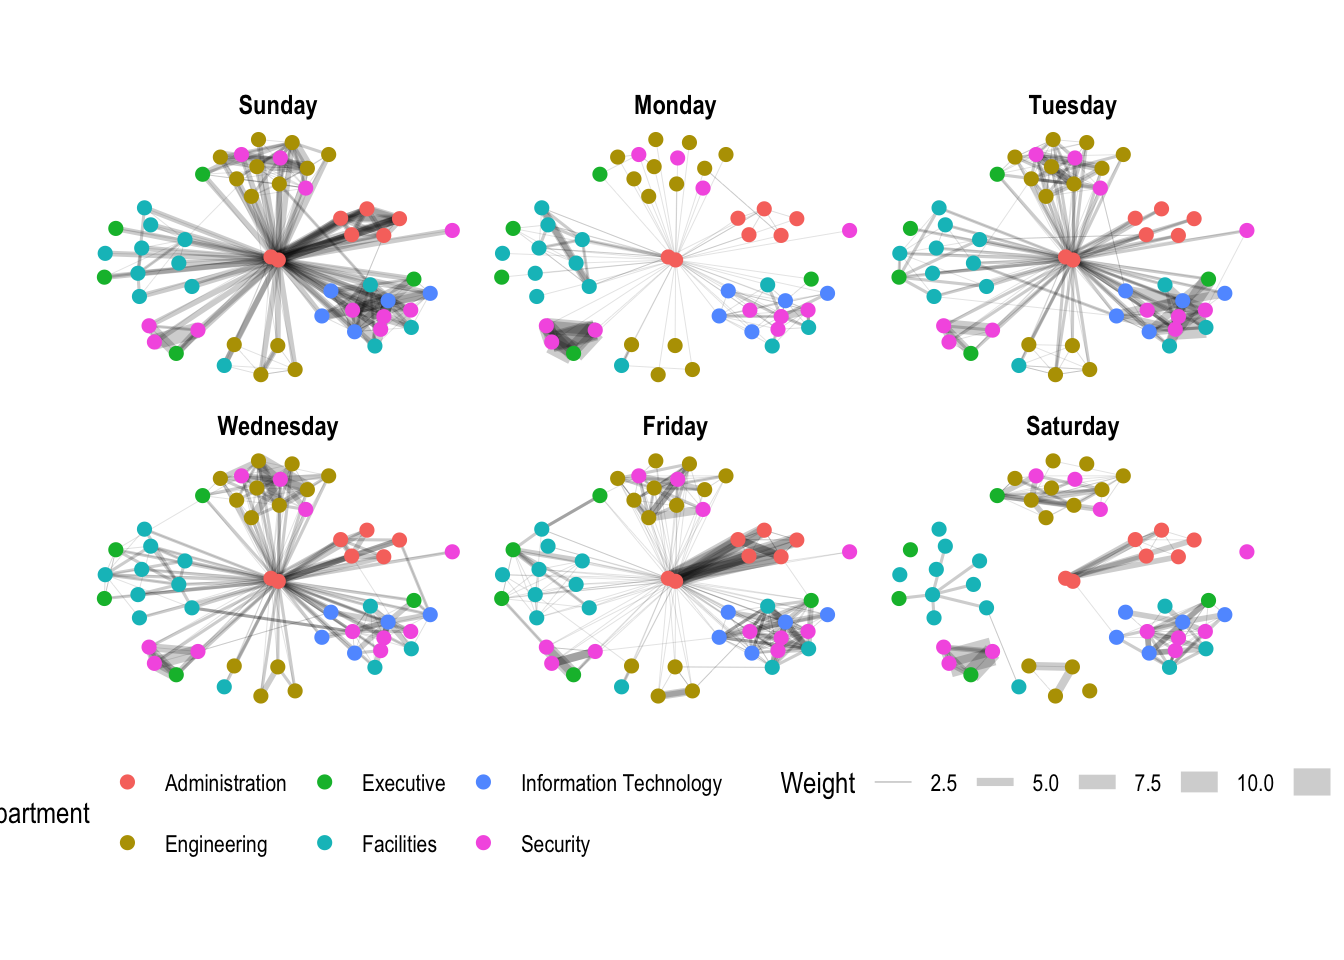 Sunday
Monday
Tuesday
Wednesday
Friday
Saturday
partment
Administration
Executive
Information Technology
Engineering
Facilities
Security
Weight
2.5
5.0
7.5
10.0